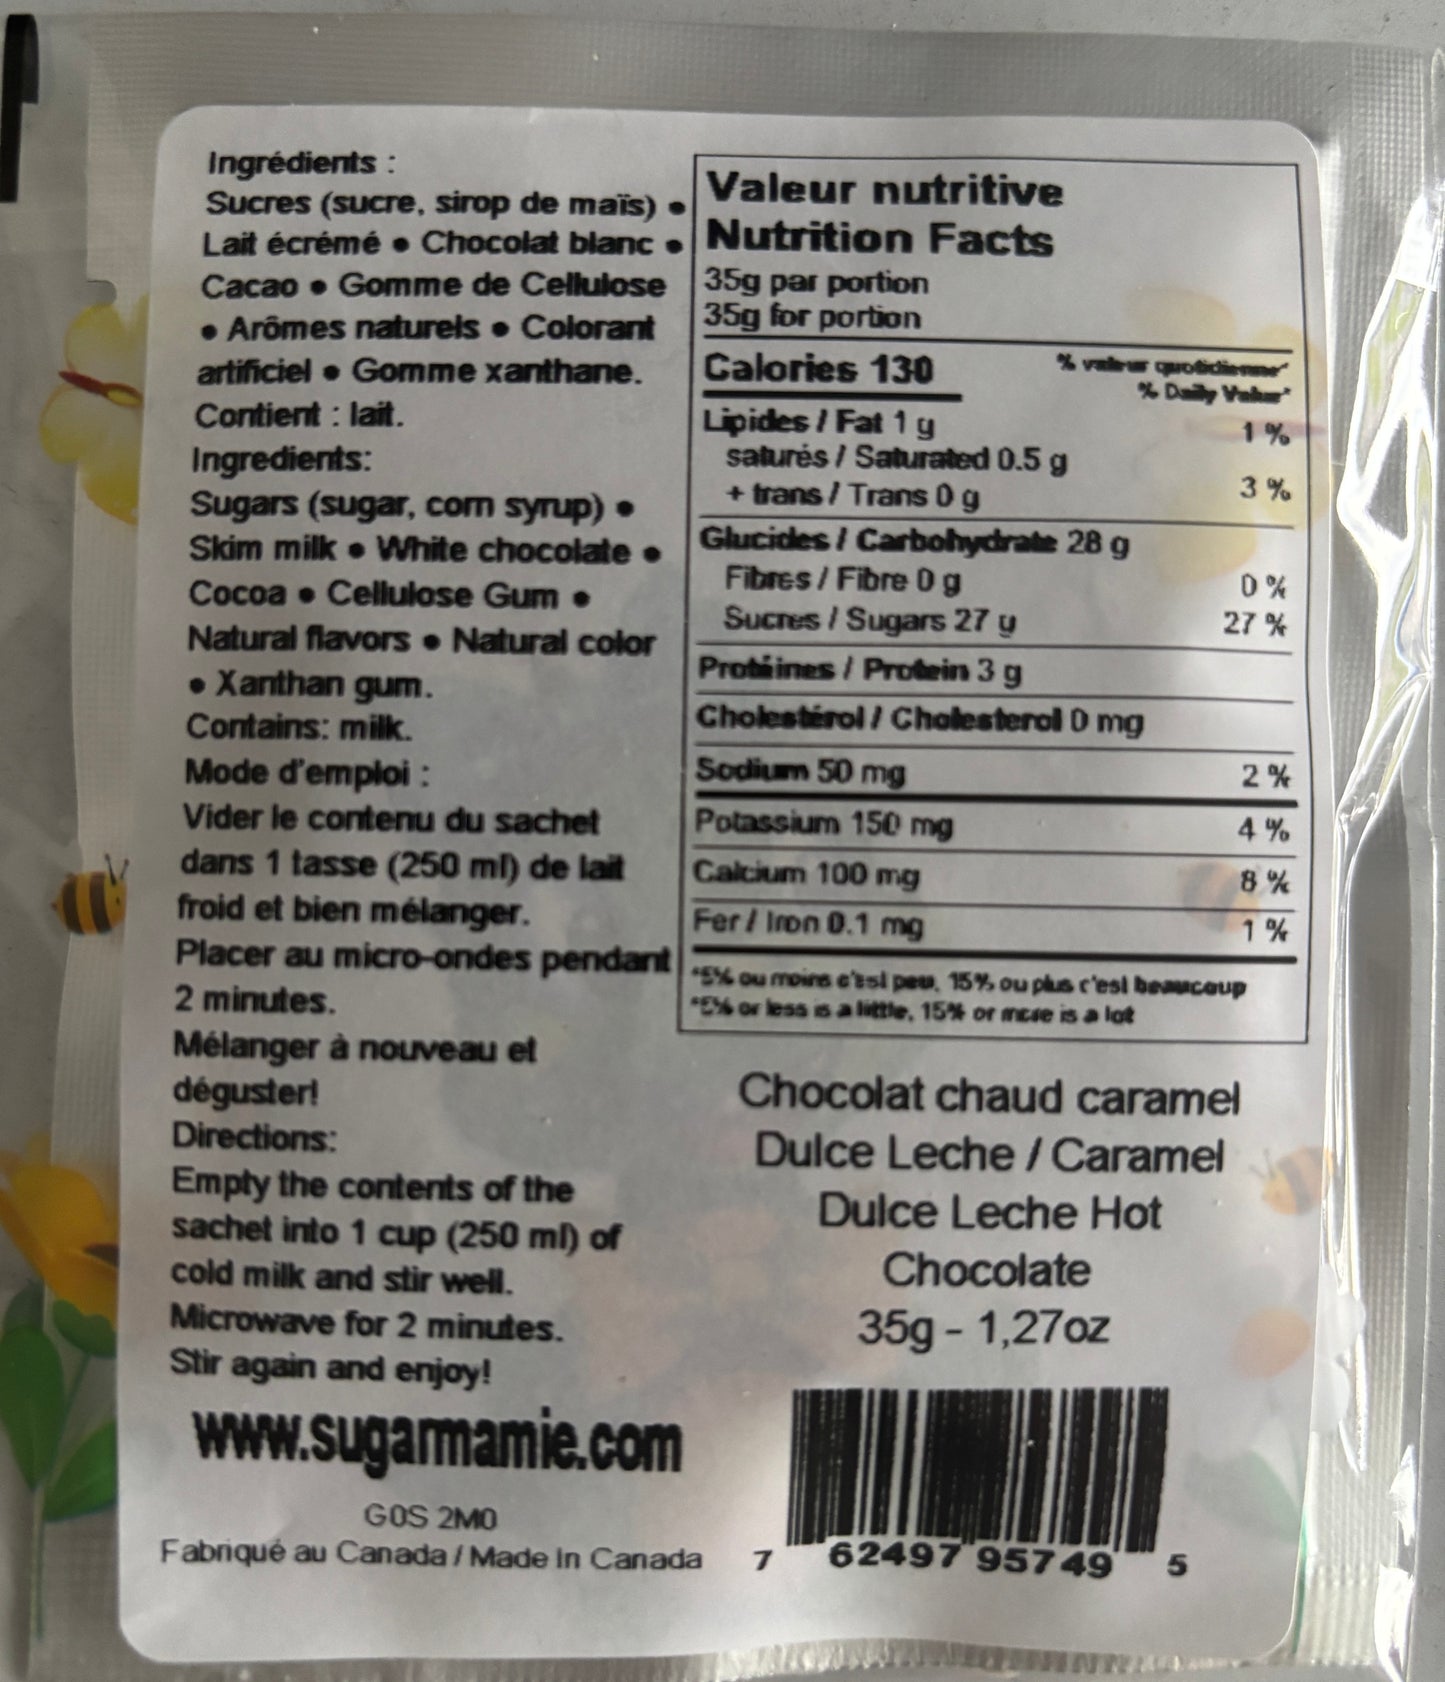 Ingrédients :
Sucres (sucre, sirop de maïs) •
Lait écrémé • Chocolat blanc •
Cacao • Gomme de Cellulose
• Arômes naturels • Colorant
artificiel • Gomme xanthane.
Contient : lait.
Ingredients:
Sugars (sugar, corn syrup) •
Skim milk • White chocolate •
Cocoa • Cellulose Gum •
Natural flavors • Natural color
• Xanthan gum.
Contains: milk.
Mode d'emploi :
Vider le contenu du sachet
dans 1 tasse (250 ml) de lait
froid et bien mélanger.
Placer au micro-ondes pendant
2 minutes.
Mélanger à nouveau et
déguster!
Directions:
Empty the contents of the
sachet into 1 cup (250 ml) of
cold milk and stir well.
Microwave for 2 minutes.
Stir again and enjoy!
www.sugarmamie.com
G0S 2M0
Fabriqué au Canada / Made In Canada
Valeur nutritive
Nutrition Facts
35g par portion
35g for portion
Calories 130
% valeur quotidienne*
% Daily Value*
Lipides / Fat 1 g 1 %
saturés / Saturated 0.5 g
+ trans / Trans 0 g 3 %
Glucides / Carbohydrate 28 g
Fibres / Fibre 0 g 0 %
Sucres / Sugars 27 g 27 %
Protéines / Protein 3 g
Cholestérol / Cholesterol 0 mg
Sodium 50 mg 2 %
Potassium 150 mg 4 %
Calcium 100 mg 8 %
Fer / Iron 0.1 mg 1 %
*5% ou moins c'est peu, 15% ou plus c'est beaucoup
*5% or less is a little, 15% or more is a lot
Chocolat chaud caramel
Dulce Leche / Caramel
Dulce Leche Hot
Chocolate
35g - 1,27oz
7 62497 95749 5